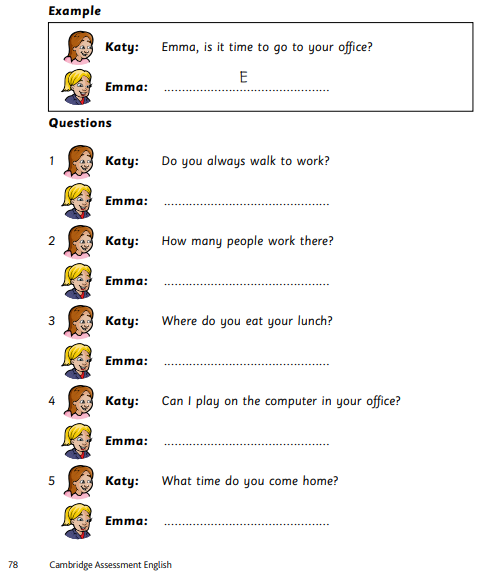 Example
Katy: Emma, is it time to go to your office?
Emma: ..............................................
E
Questions
1 Katy: Do you always walk to work?
Emma: ..............................................
2 Katy: How many people work there?
Emma: ..............................................
3 Katy: Where do you eat your lunch?
Emma: ..............................................
4 Katy: Can I play on the computer in your office?
Emma: ..............................................
5 Katy: What time do you come home?
Emma: ..............................................
78 Cambridge Assessment English